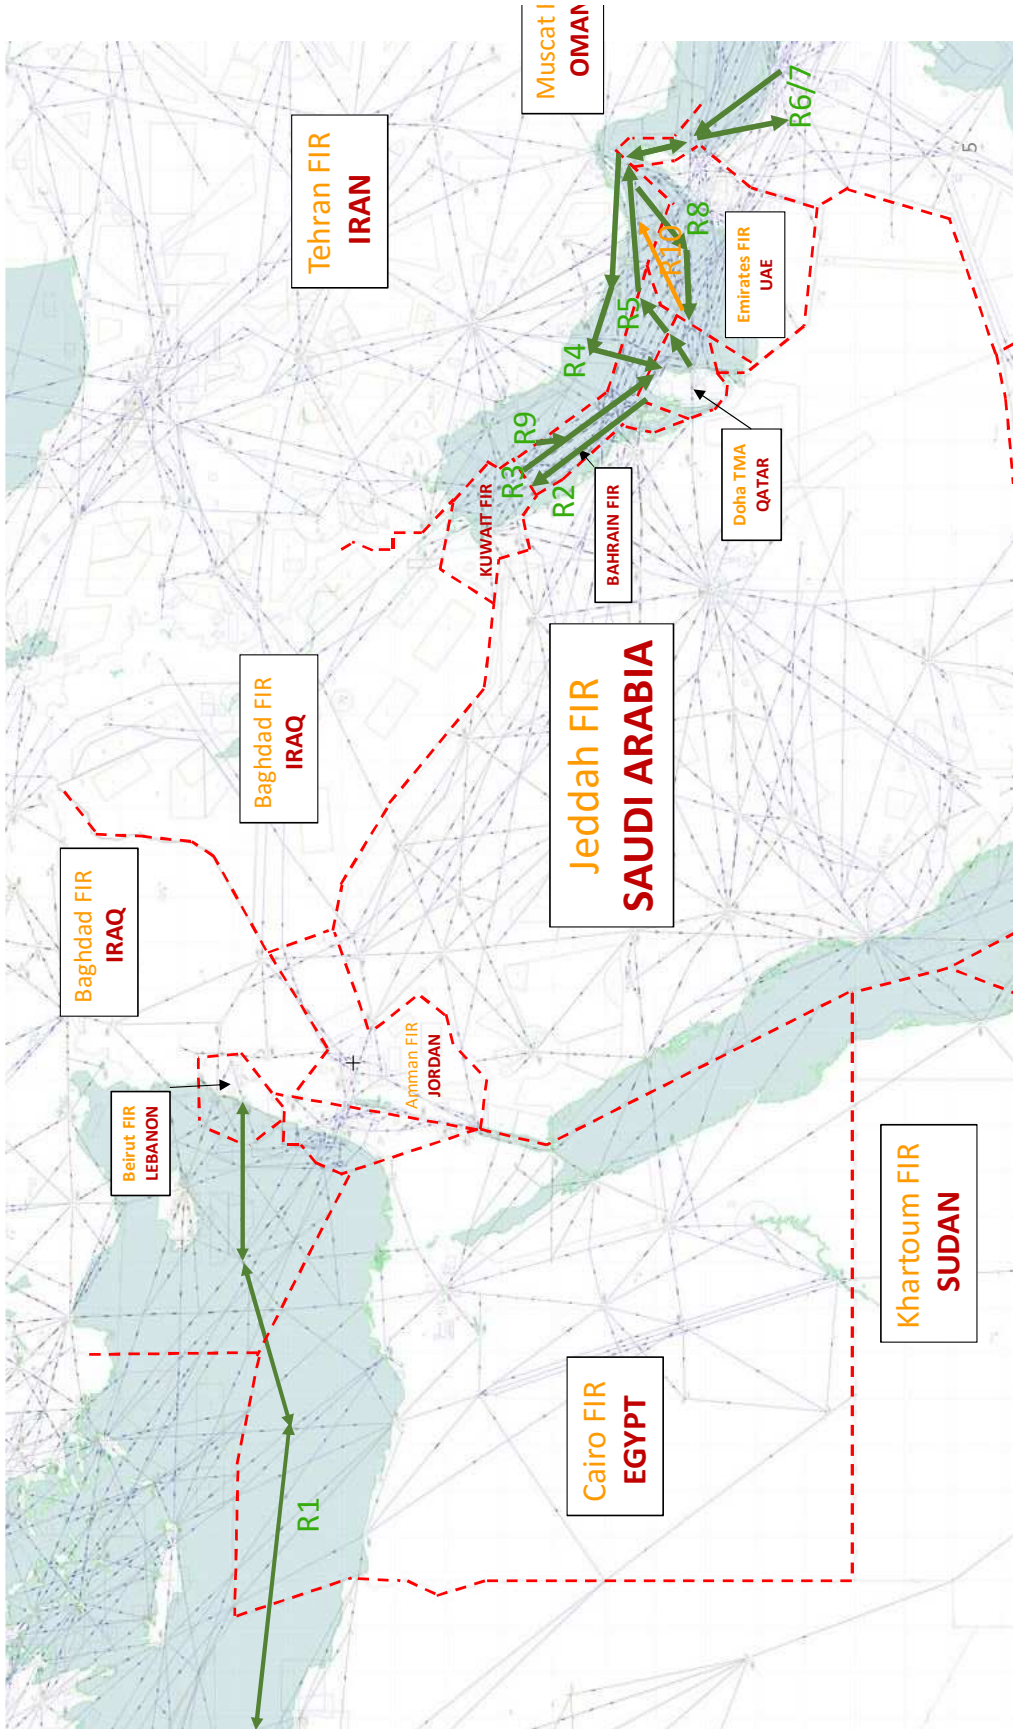 Beirut FIR
LEBANON
Baghdad FIR
IRAQ
Baghdad FIR
IRAQ
Tehran FIR
IRAN
Muscat
OMAN
R1
Amman FIR
JORDAN
KUWAIT FIR
R2
R3
R9
R4
R5
R10
R8
R6/7
BAHRAIN FIR
Doha TMA
QATAR
Emirates FIR
UAE
5
Cairo FIR
EGYPT
Jeddah FIR
SAUDI ARABIA
Khartoum FIR
SUDAN